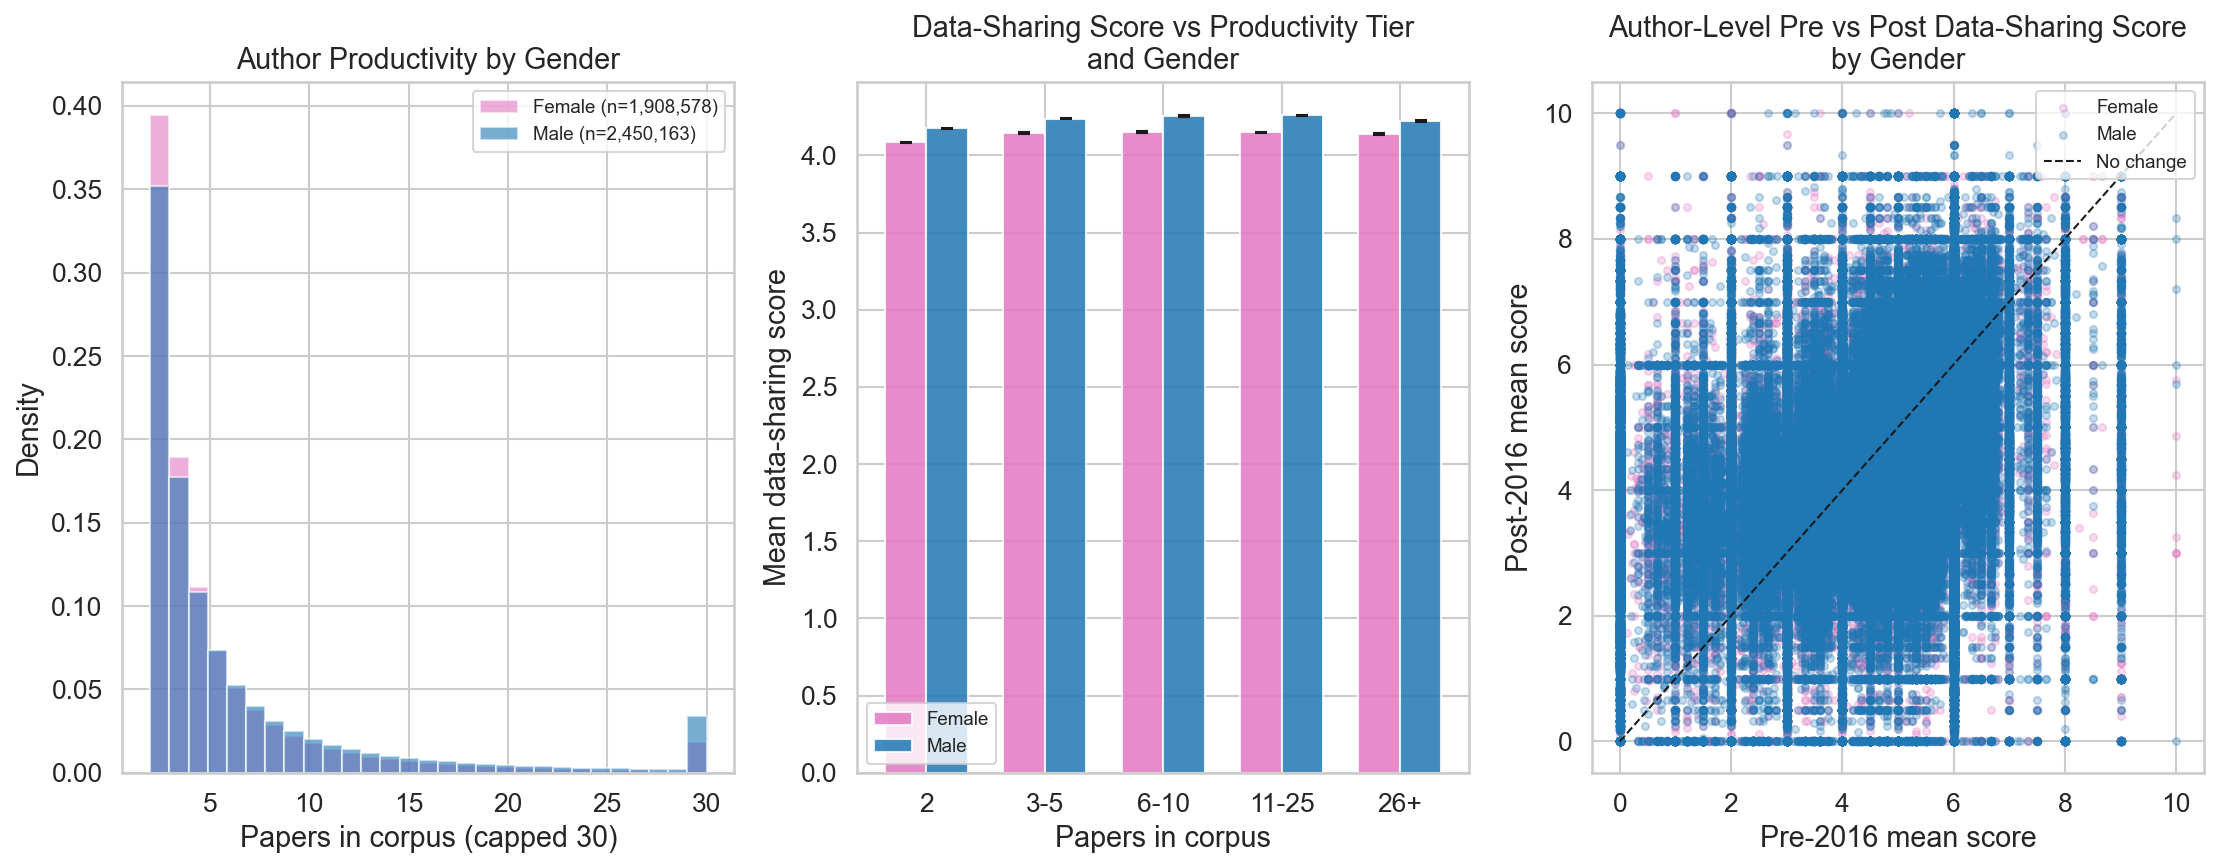 Author Productivity by Gender
0.40
0.35
0.30
0.25
0.20
0.15
0.10
0.05
0.00
Density
5
10
15
20
25
30
Papers in corpus (capped 30)
Female (n=1,908,578)
Male (n=2,450,163)
Data-Sharing Score vs Productivity Tier
and Gender
4.0
3.5
3.0
2.5
2.0
1.5
1.0
0.5
0.0
Mean data-sharing score
Female
Male
2
3-5
6-10
11-25
26+
Papers in corpus
Author-Level Pre vs Post Data-Sharing Score
by Gender
10
8
6
4
2
0
Post-2016 mean score
Female
Male
No change
0
2
4
6
8
10
Pre-2016 mean score